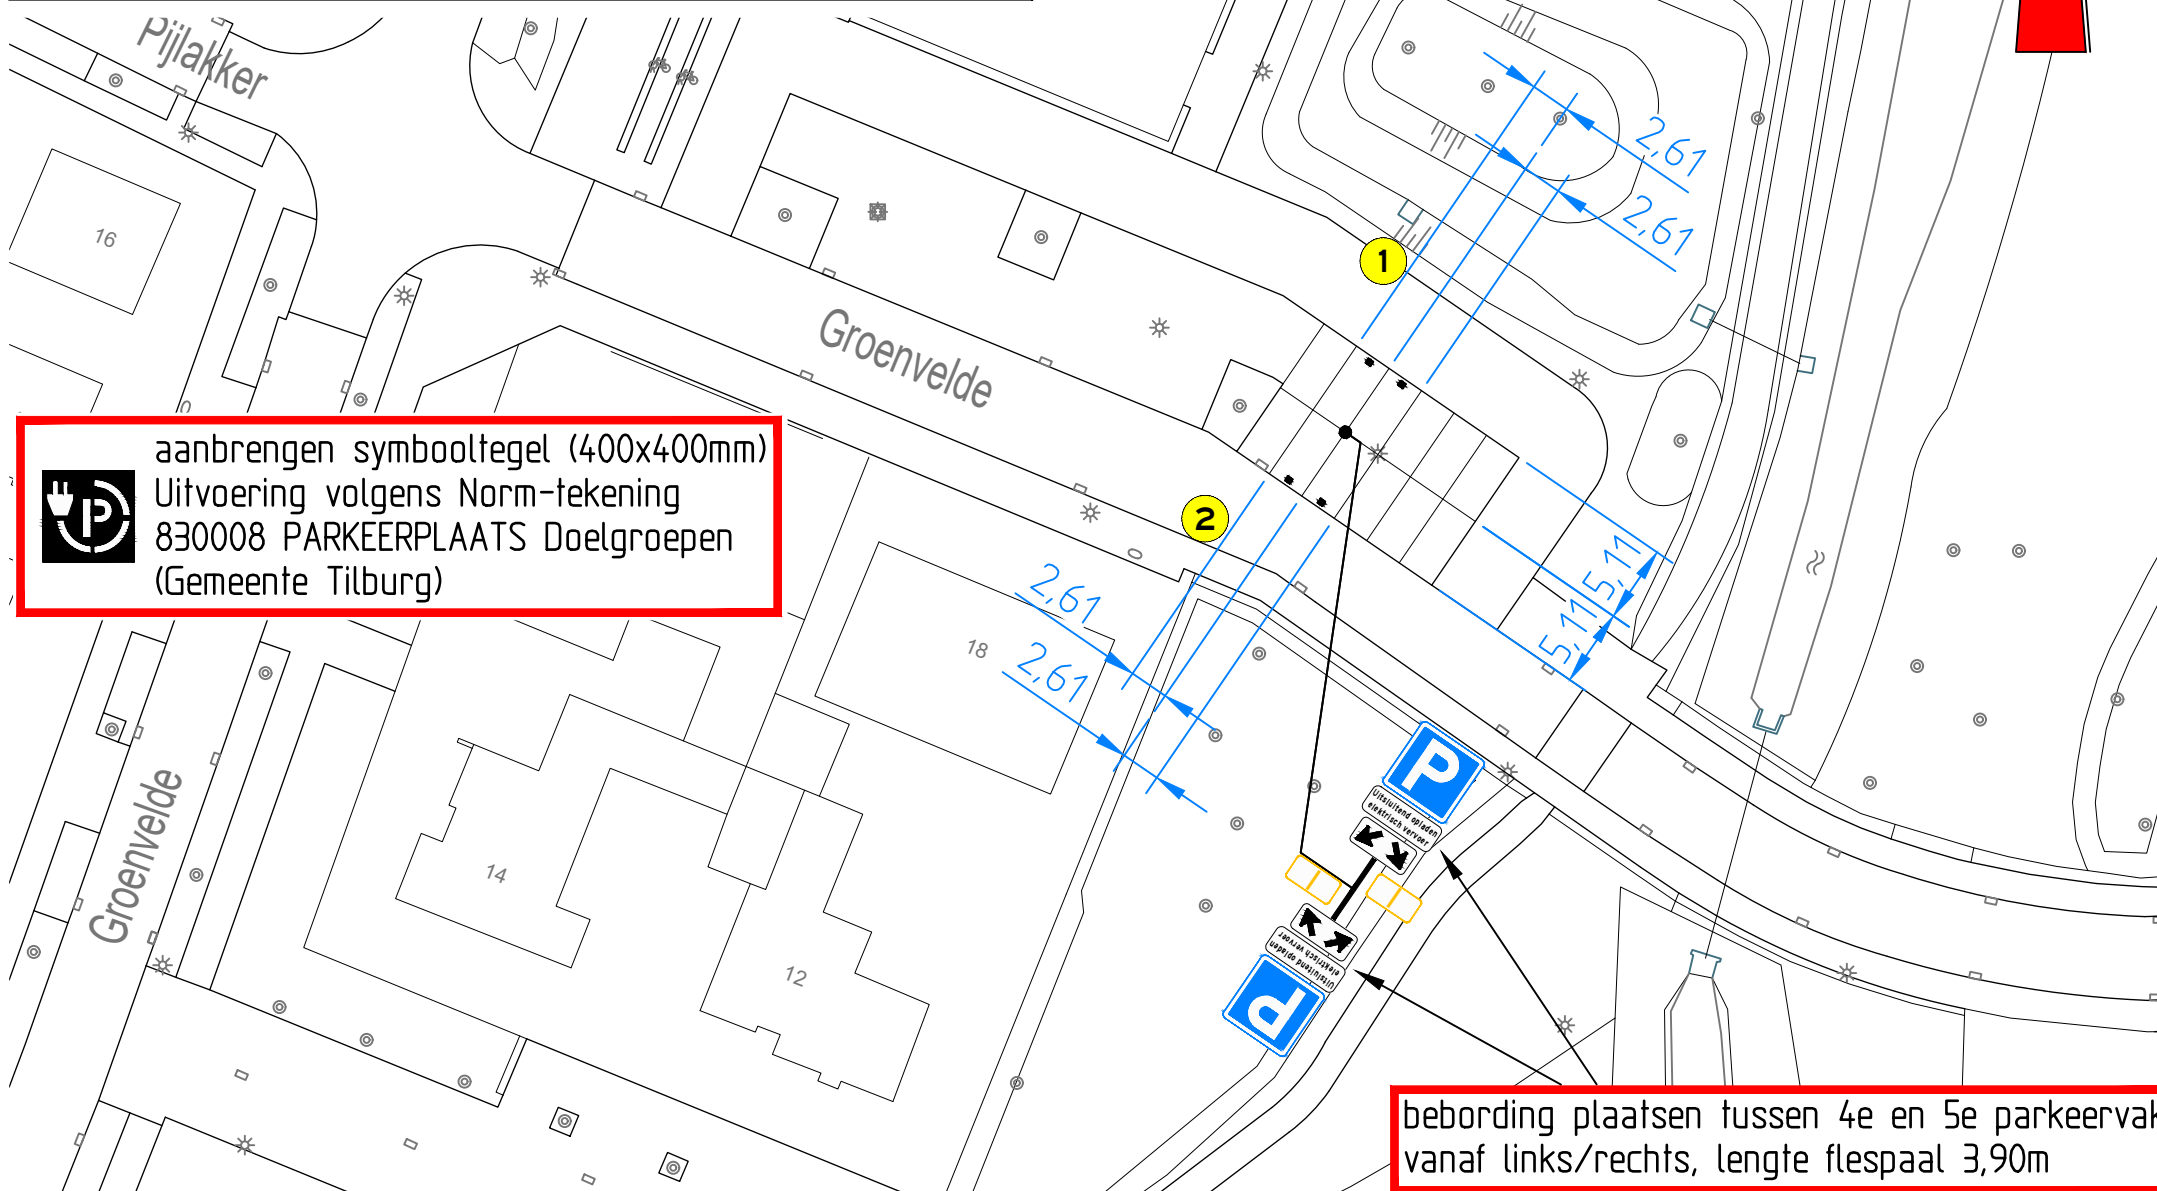 Pijlakker
16
Groenvelde
1
2,61
2,61
0
aanbrengen symbooltegel (400x400mm)
Uitvoering volgens Norm-tekening
830008 PARKEERPLAATS Doelgroepen
(Gemeente Tilburg)
P
2
0
2,61
2,61
18
5,11
5,11
Groenvelde
14
12
P
Uitsluitend opladen
elektrisch vervoer
Uitsluitend opladen
elektrisch vervoer
P
bebording plaatsen tussen 4e en 5e parkeervak
vanaf links/rechts, lengte flespaal 3,90m